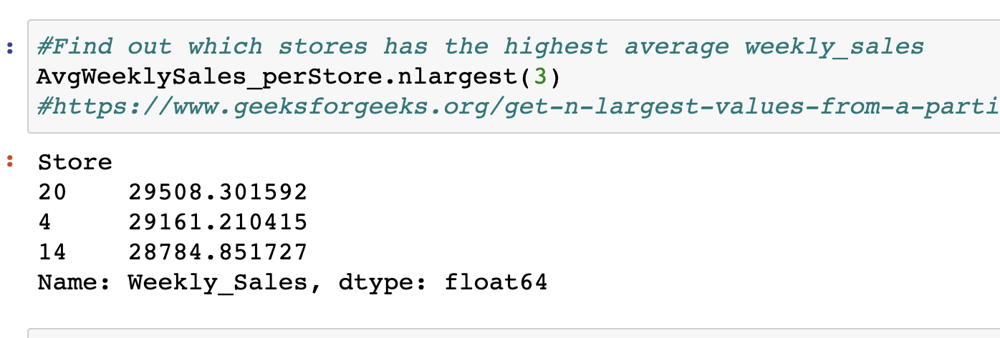 #Find out which stores has the highest average weekly_sales
AvgWeeklySales_perStore.nlargest(3)
#https://www.geeksforgeeks.org/get-n-largest-values-from-a-parti
Store
20 29508.301592
4 29161.210415
14 28784.851727
Name: Weekly_Sales, dtype: float64